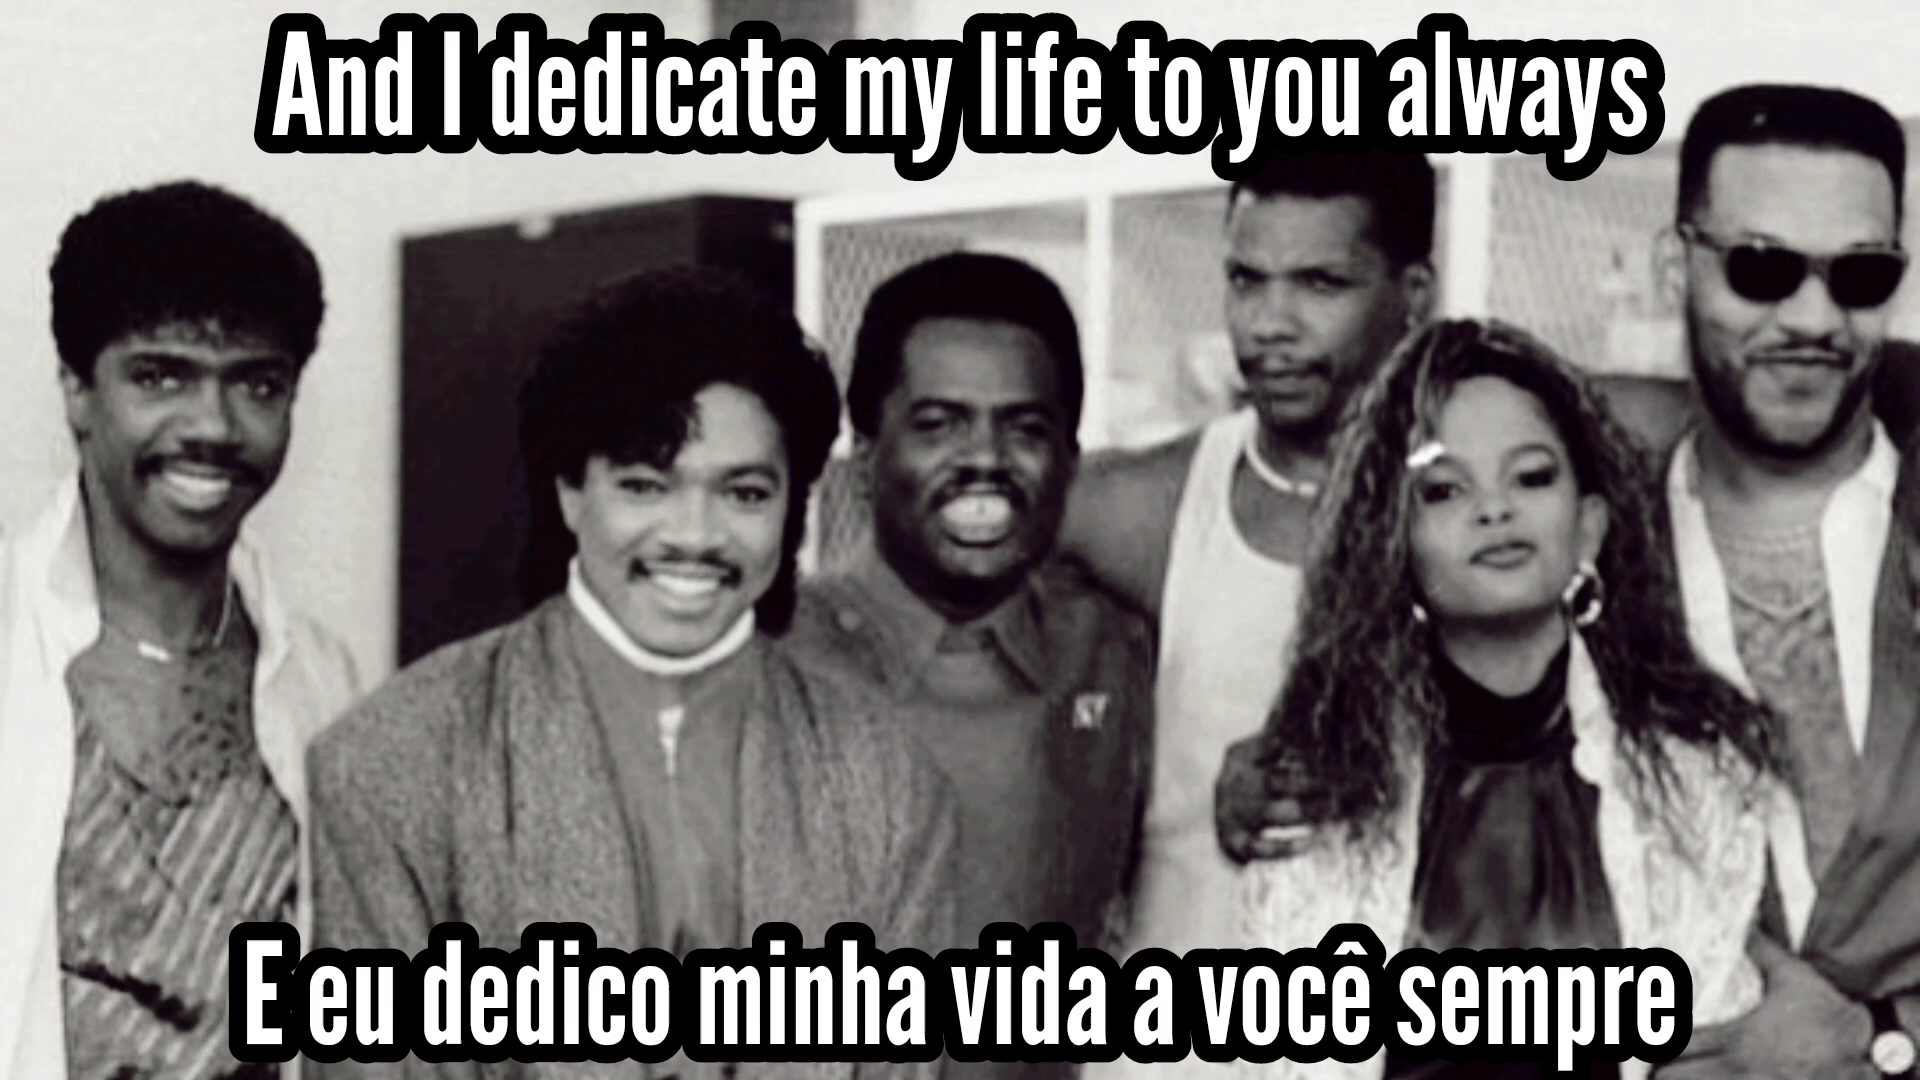 And I dedicate my life to you always
E eu dedico minha vida a você sempre